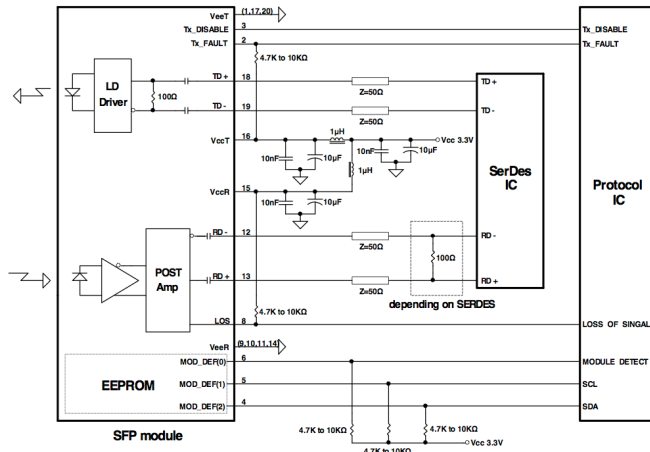 VeeT (1,17,20)
Tx_DISABLE 3 Tx_DISABLE
Tx_FAULT 2 Tx_FAULT
4.7K to 10KΩ
LD Driver
100Ω
TD + 18 Z=50Ω TD +
TD - 19 Z=50Ω TD -
VccT 16 1μH Vcc 3.3V
10nF 10μF 10nF 10μF
1μH
SerDes IC
Protocol IC
VccR 15
10nF 10μF
RD - 12 Z=50Ω RD -
POST Amp
100Ω
RD + 13 Z=50Ω RD +
depending on SERDES
4.7K to 10KΩ
LOS 8 LOSS OF SINGAL
VeeR (9,10,11,14)
MOD_DEF(0) 6 MODULE DETECT
EEPROM
MOD_DEF(1) 5 SCL
MOD_DEF(2) 4 SDA
4.7K to 10KΩ 4.7K to 10KΩ
SFP module
Vcc 3.3V
4.7K to 10KΩ